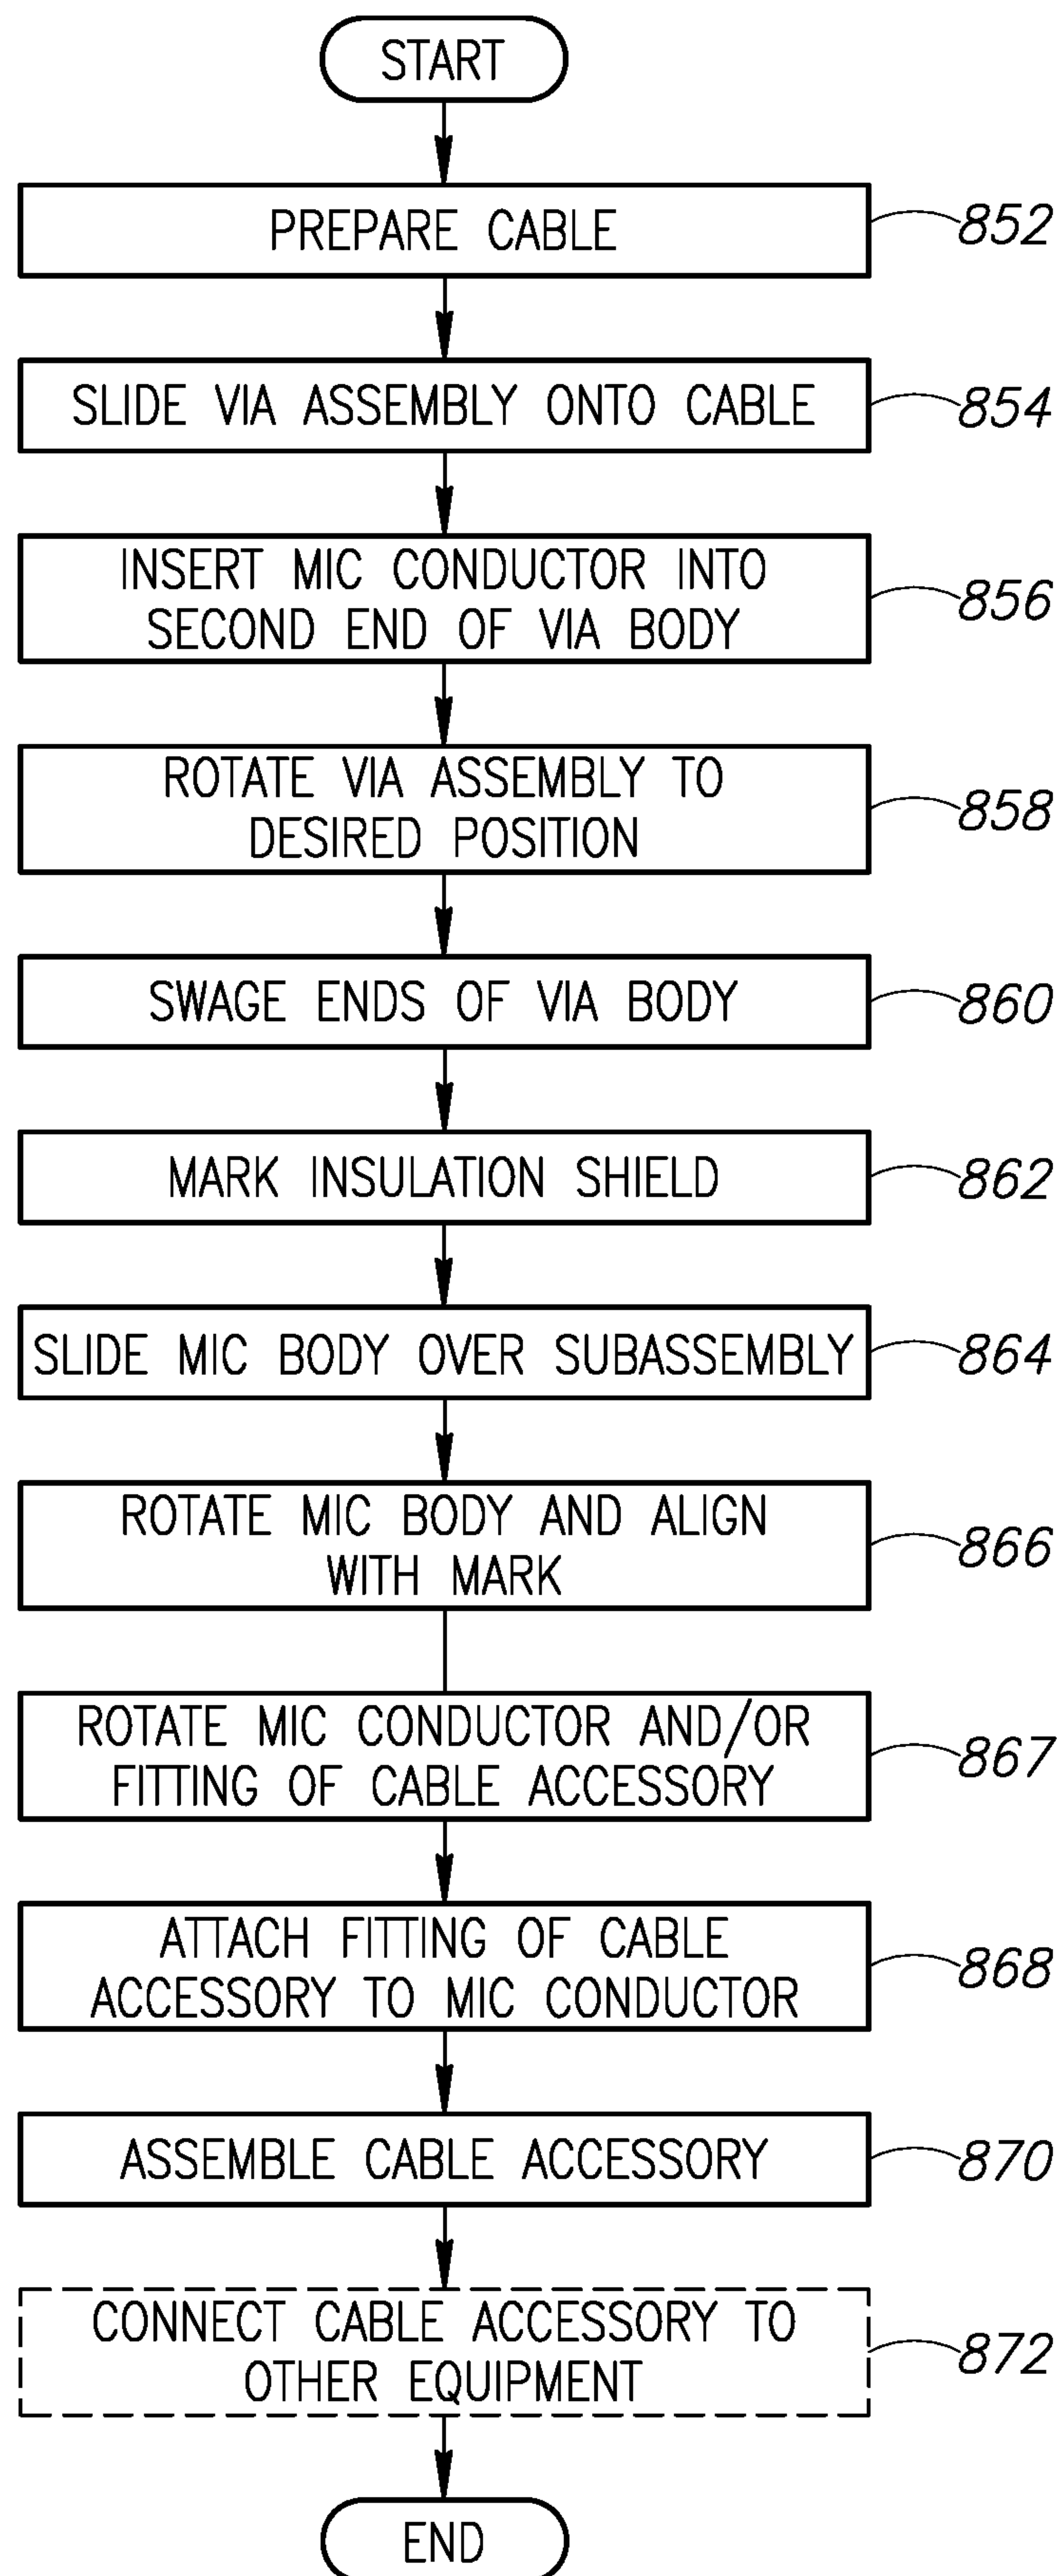 START
PREPARE CABLE
852
SLIDE VIA ASSEMBLY ONTO CABLE
854
INSERT MIC CONDUCTOR INTO
SECOND END OF VIA BODY
856
ROTATE VIA ASSEMBLY TO
DESIRED POSITION
858
SWAGE ENDS OF VIA BODY
860
MARK INSULATION SHIELD
862
SLIDE MIC BODY OVER SUBASSEMBLY
864
ROTATE MIC BODY AND ALIGN
WITH MARK
866
ROTATE MIC CONDUCTOR AND/OR
FITTING OF CABLE ACCESSORY
867
ATTACH FITTING OF CABLE
ACCESSORY TO MIC CONDUCTOR
868
ASSEMBLE CABLE ACCESSORY
870
CONNECT CABLE ACCESSORY TO
OTHER EQUIPMENT
872
END